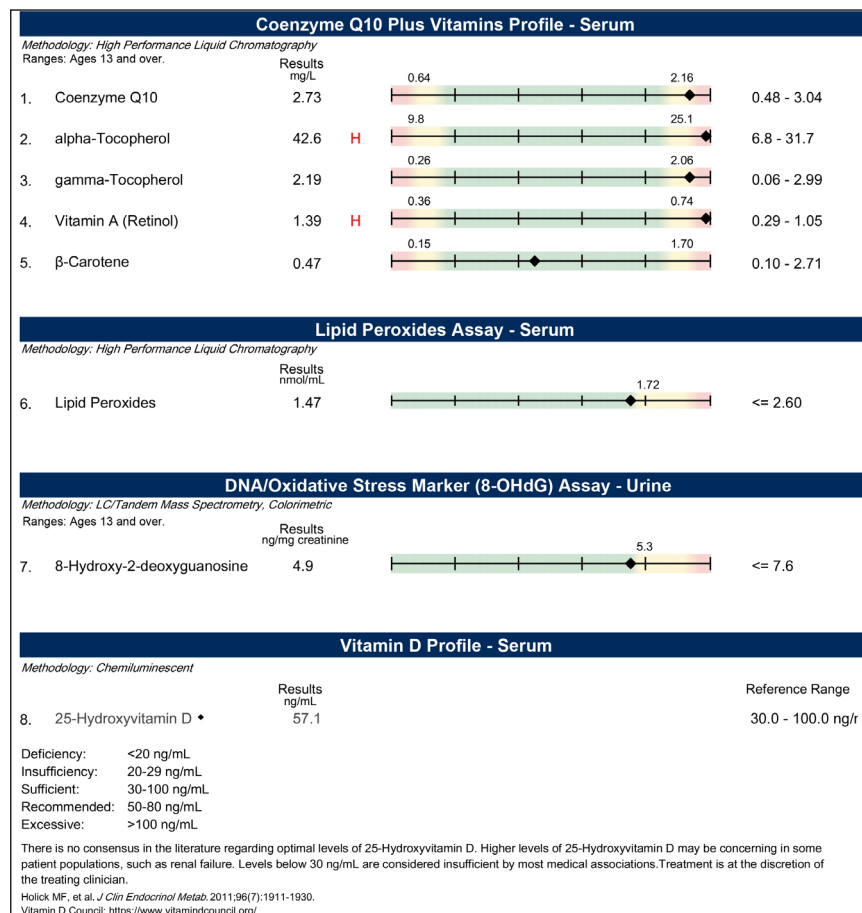 Coenzyme Q10 Plus Vitamins Profile - Serum
Methodology: High Performance Liquid Chromatography
Ranges: Ages 13 and over.
Results
mg/L
0.64 2.16
1. Coenzyme Q10 2.73 0.48 - 3.04
9.8 25.1
2. alpha-Tocopherol 42.6 H 6.8 - 31.7
0.26 2.06
3. gamma-Tocopherol 2.19 0.06 - 2.99
0.36 0.74
4. Vitamin A (Retinol) 1.39 H 0.29 - 1.05
0.15 1.70
5. β-Carotene 0.47 0.10 - 2.71
Lipid Peroxides Assay - Serum
Methodology: High Performance Liquid Chromatography
Results
nmol/mL
1.72
6. Lipid Peroxides 1.47 <= 2.60
DNA/Oxidative Stress Marker (8-OHdG) Assay - Urine
Methodology: LC/Tandem Mass Spectrometry, Colorimetric
Ranges: Ages 13 and over.
Results
ng/mg creatinine
5.3
7. 8-Hydroxy-2-deoxyguanosine 4.9 <= 7.6
Vitamin D Profile - Serum
Methodology: Chemiluminescent
Results Reference Range
ng/mL
8. 25-Hydroxyvitamin D ◆ 57.1 30.0 - 100.0
Deficiency: <20 ng/mL
Insufficiency: 20-29 ng/mL
Sufficient: 30-100 ng/mL
Recommended: 50-80 ng/mL
Excessive: >100 ng/mL
There is no consensus in the literature regarding optimal levels of 25-Hydroxyvitamin D. Higher levels of 25-Hydroxyvitamin D may be concerning in some
patient populations, such as renal failure. Levels below 30 ng/mL are considered insufficient by most medical associations.Treatment is at the discretion of
the treating clinician.
Holick MF, et al. J Clin Endocrinol Metab. 2011;96(7):1911-1930.
Vitamin D Council: https://www.vitamindcouncil.org/